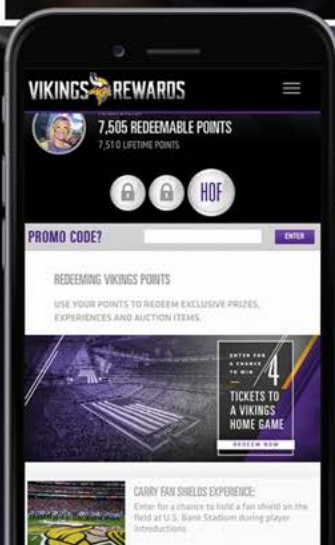 VIKINGS REWARDS
7,505 REDEEMABLE POINTS
7,510 LIFETIME POINTS
HOF
PROMO CODE?
ENTER
REDEEMING VIKINGS POINTS
USE YOUR POINTS TO REDEEM EXCLUSIVE PRIZES,
EXPERIENCES AND AUCTION ITEMS.
ENTER FOR
A CHANCE
TO WIN
4
TICKETS TO
A VIKINGS
HOME GAME
REDEEM NOW
CARRY FAN SHIELDS EXPERIENCE:
Enter for a chance to hold a fan shield on the
field at U.S. Bank Stadium during player
introductions